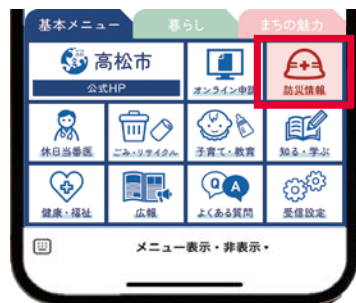 基本メニュー
暮らし
まちの魅力
高松市
公式HP
オンライン申請
防災情報
休日当番医
ごみ・リサイクル
子育て・教育
知る・学ぶ
健康・福祉
広報
Q A
よくある質問
受信設定
メニュー表示・非表示▾